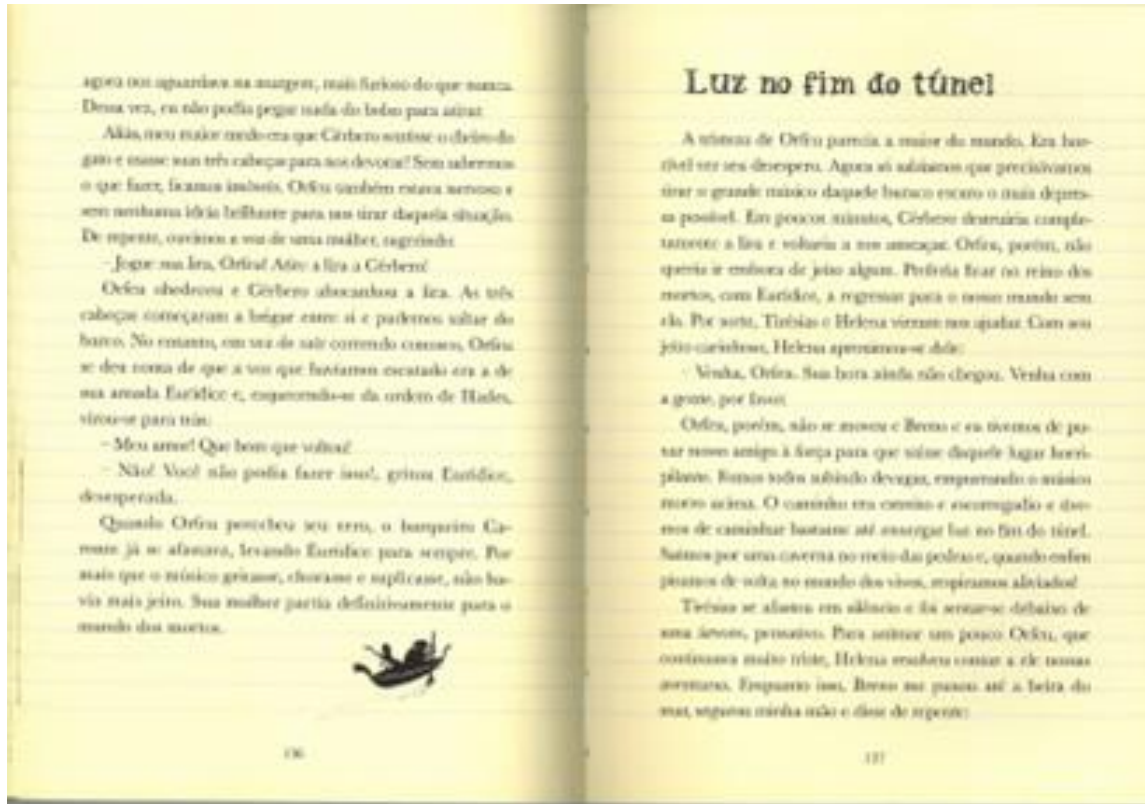 agora nos aguardava na margem, mais furioso do que nunca.
Dessa vez, eu não podia pegar nada do bolso para atirar.
Aliás, meu maior medo era que Cérbero sentisse o cheiro do
gato e usasse suas três cabeças para nos devorar! Sem sabermos
o que fazer, ficamos imóveis. Orfeu também estava nervoso e
sem nenhuma ideia brilhante para nos tirar daquela situação.
De repente, ouvimos a voz de uma mulher, sugerindo:
– Jogue sua lira, Orfeu! Atire a lira a Cérbero!
Orfeu obedeceu e Cérbero abocanhou a lira. As três
cabeças começaram a brigar entre si e pudemos saltar do
barco. No entanto, em vez de sair correndo conosco, Orfeu
se deu conta de que a voz que havíamos escutado era a de
sua amada Eurídice e, esquecendo-se da ordem de Hades,
virou-se para trás:
– Meu amor! Que bom que voltou!
– Não! Você não podia fazer isso!, gritou Eurídice,
desesperada.
Quando Orfeu percebeu seu erro, o barqueiro Ca-
ronte já se afastara, levando Eurídice para sempre. Por
mais que o músico gritasse, chorasse e suplicasse, não ha-
via mais jeito. Sua mulher partia definitivamente para o
mundo dos mortos.
136
Luz no fim do túnel
A tristeza de Orfeu parecia a maior do mundo. Era hor-
rível ver seu desespero. Agora só sabíamos que precisávamos
tirar o grande músico daquele buraco escuro o mais depres-
sa possível. Em poucos minutos, Cérbero destruiria comple-
tamente a lira e voltaria a nos ameaçar. Orfeu, porém, não
queria ir embora de jeito algum. Preferia ficar no reino dos
mortos, com Eurídice, a regressar para o nosso mundo sem
ela. Por sorte, Tirésias e Helena vieram nos ajudar. Com seu
jeito carinhoso, Helena aproximou-se dele:
– Venha, Orfeu. Sua hora ainda não chegou. Venha com
a gente, por favor.
Orfeu, porém, não se moveu e Breno e eu tivemos de pu-
xar nosso amigo à força para que saísse daquele lugar horri-
pilante. Fomos todos subindo devagar, empurrando o músico
morro acima. O caminho era estreito e escorregadio e tive-
mos de caminhar bastante até enxergar luz no fim do túnel.
Saímos por uma caverna no meio das pedras e, quando enfim
pisamos de volta no mundo dos vivos, respiramos aliviados!
Tirésias se afastou em silêncio e foi sentar-se debaixo de
uma árvore, pensativo. Para animar um pouco Orfeu, que
continuava muito triste, Helena resolveu contar a ele nossas
aventuras. Enquanto isso, Breno me puxou até a beira do
mar, segurou minha mão e disse de repente:
137